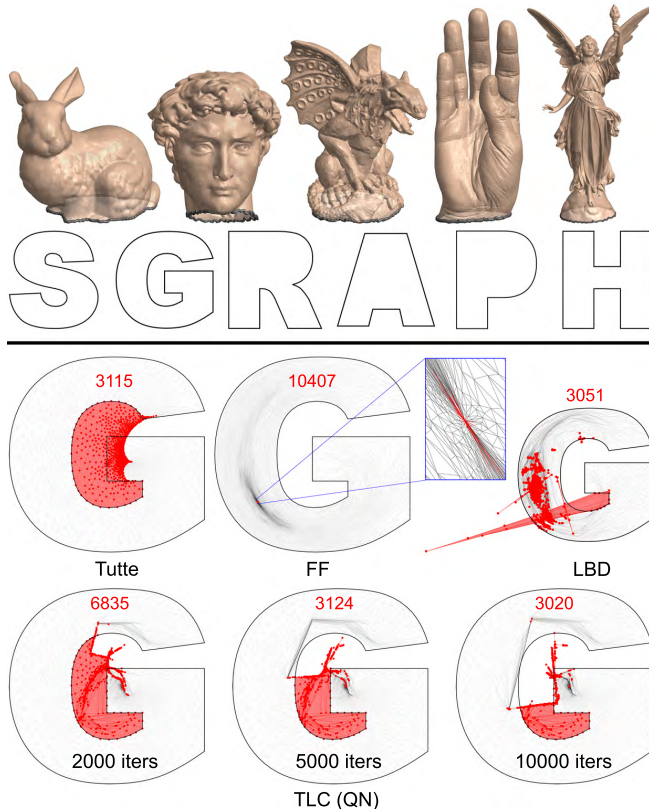 SGRAPH
3115
10407
3051
Tutte
FF
LBD
6835
3124
3020
2000 iters
5000 iters
10000 iters
TLC (QN)